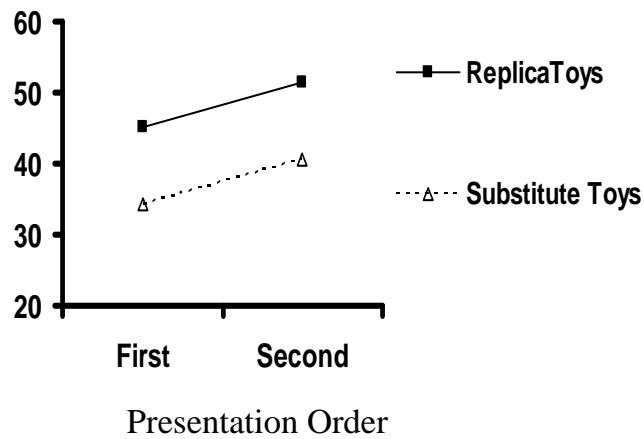 60
50
40
30
20
First Second
Presentation Order
ReplicaToys
Substitute Toys